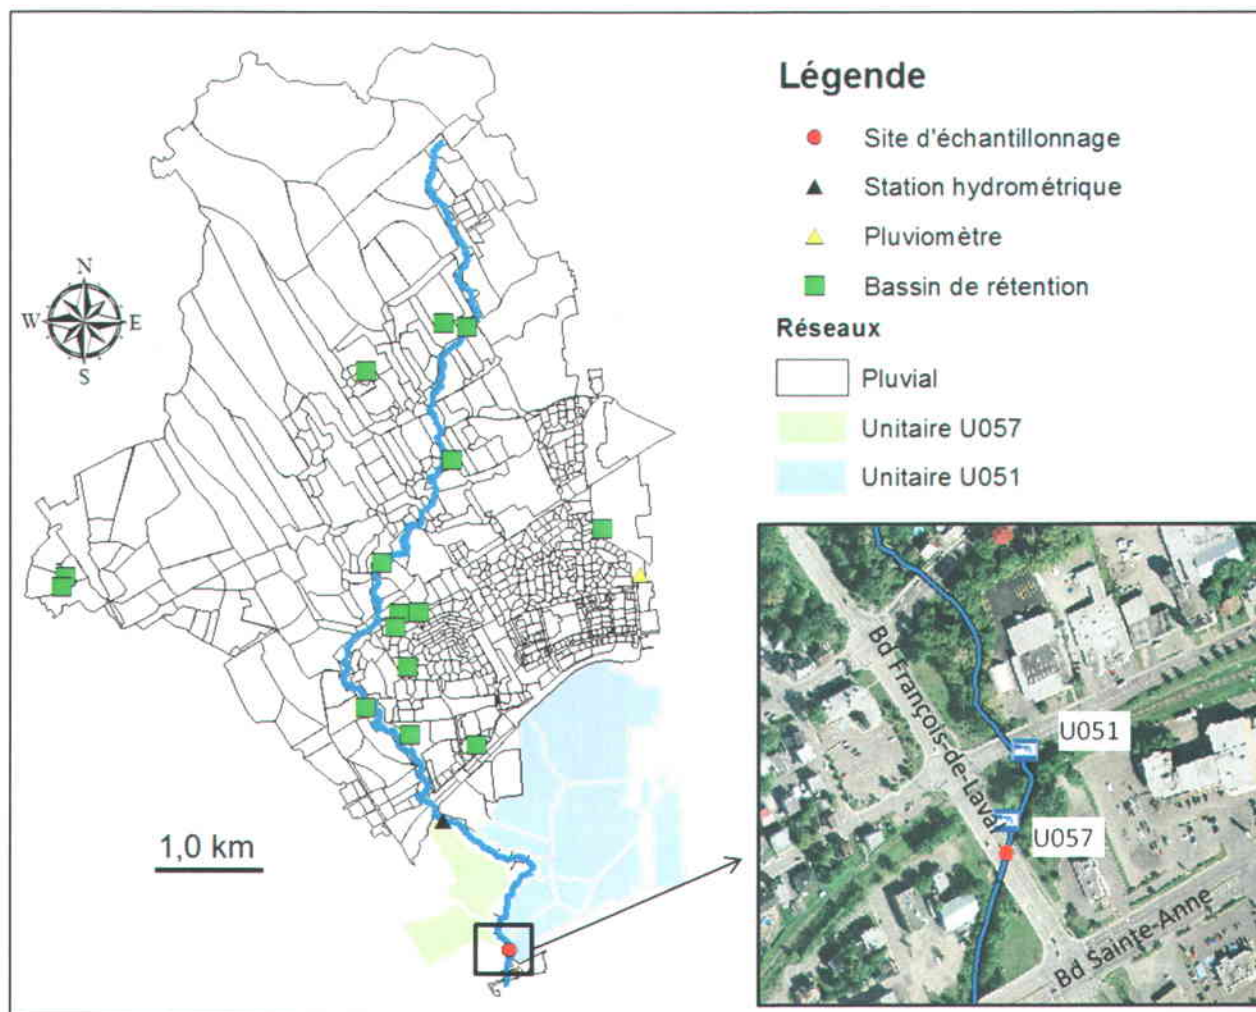 Légende
Site d'échantillonnage
Station hydrométrique
Pluviomètre
Bassin de rétention
Réseaux
Pluvial
Unitaire U057
Unitaire U051
N
W
E
S
1,0 km
Bd François-de-Laval
U051
U057
Bd Sainte-Anne